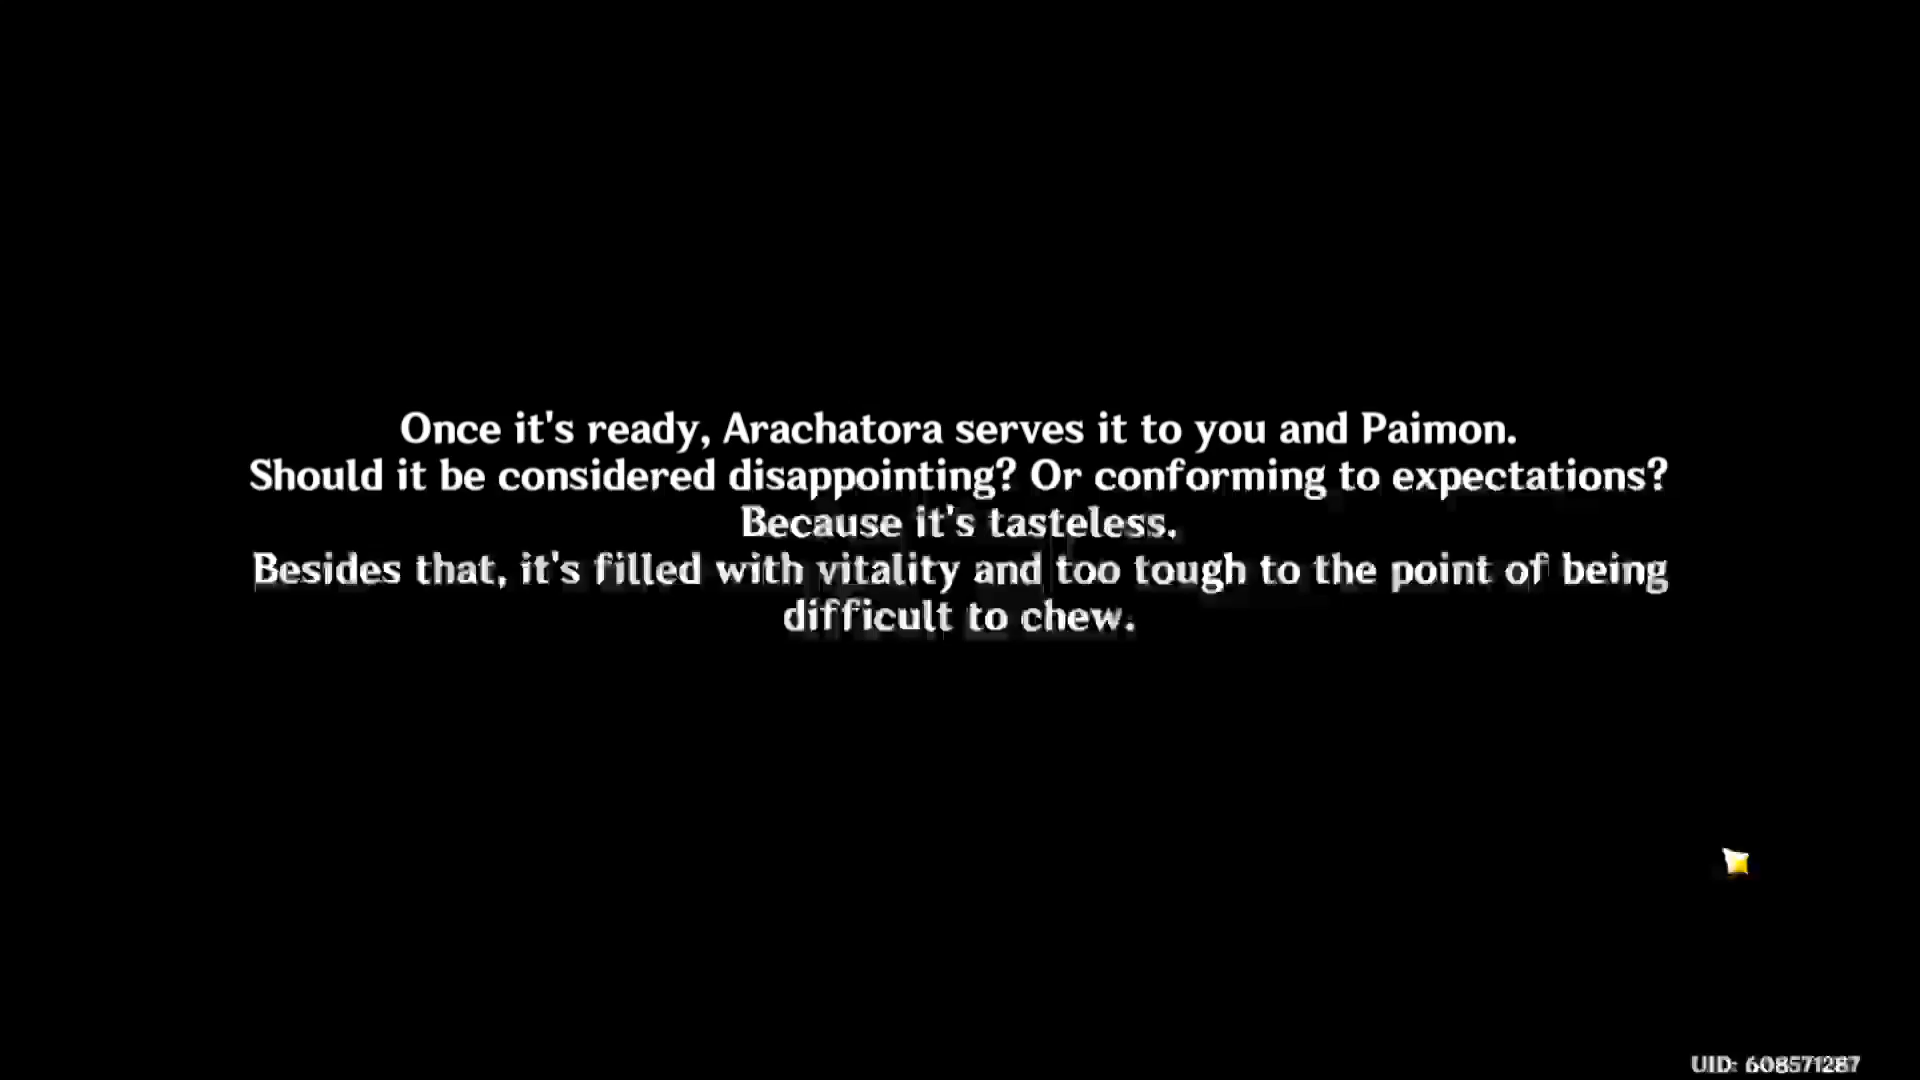 Once it's ready, Arachatora serves it to you and Paimon.
Should it be considered disappointing? Or conforming to expectations?
Because it's tasteless.
Besides that, it's filled with vitality and too tough to the point of being
difficult to chew.
UID: 608571287